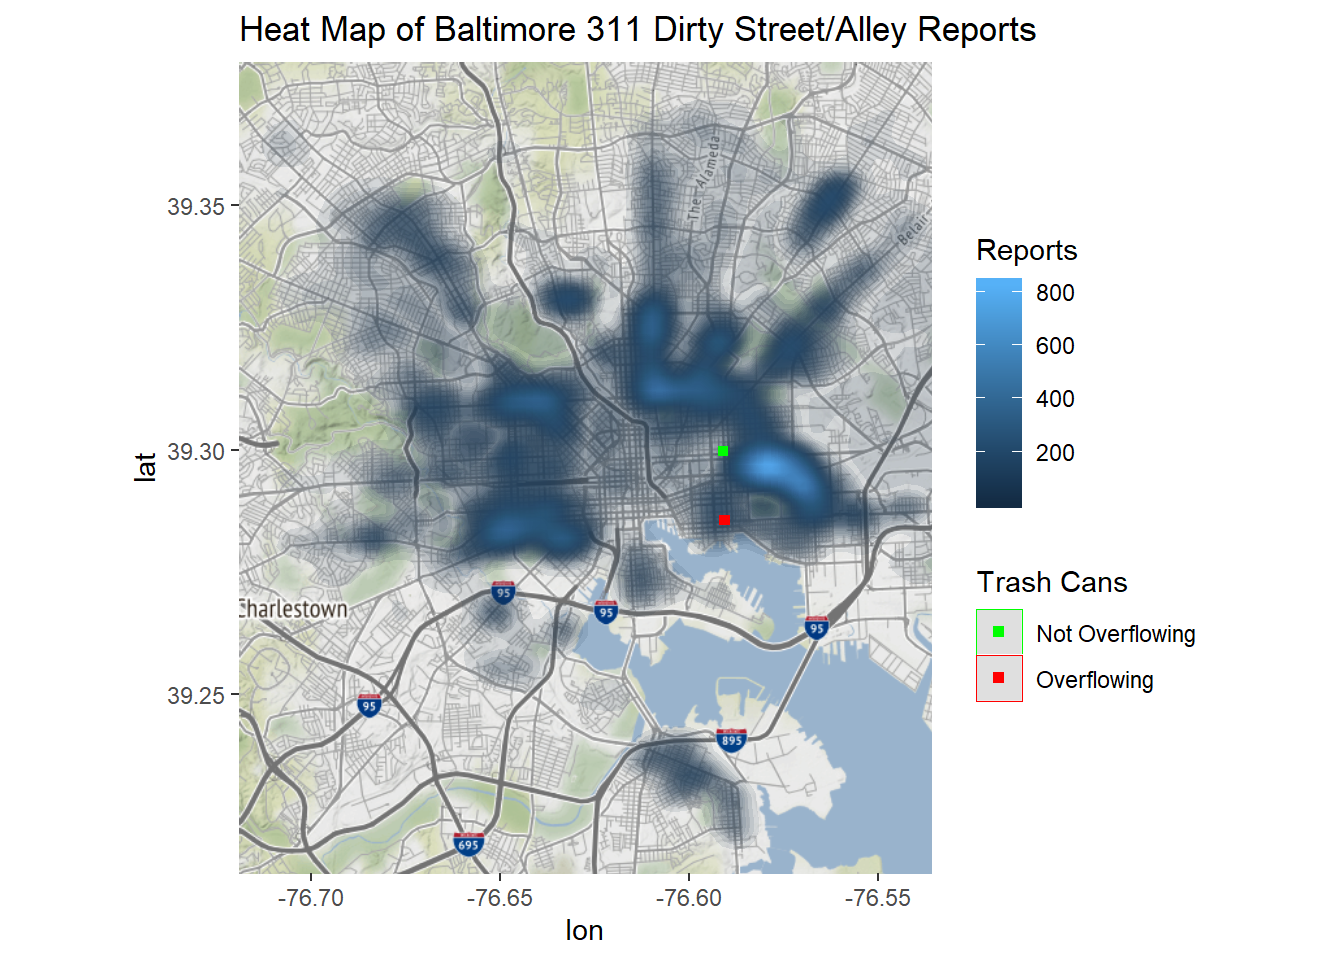 Heat Map of Baltimore 311 Dirty Street/Alley Reports
The Alameda
Belair
Charlestown
95
95
95
95
895
695
39.35
39.30
39.25
lat
-76.70
-76.65
-76.60
-76.55
lon
Reports
800
600
400
200
Trash Cans
Not Overflowing
Overflowing